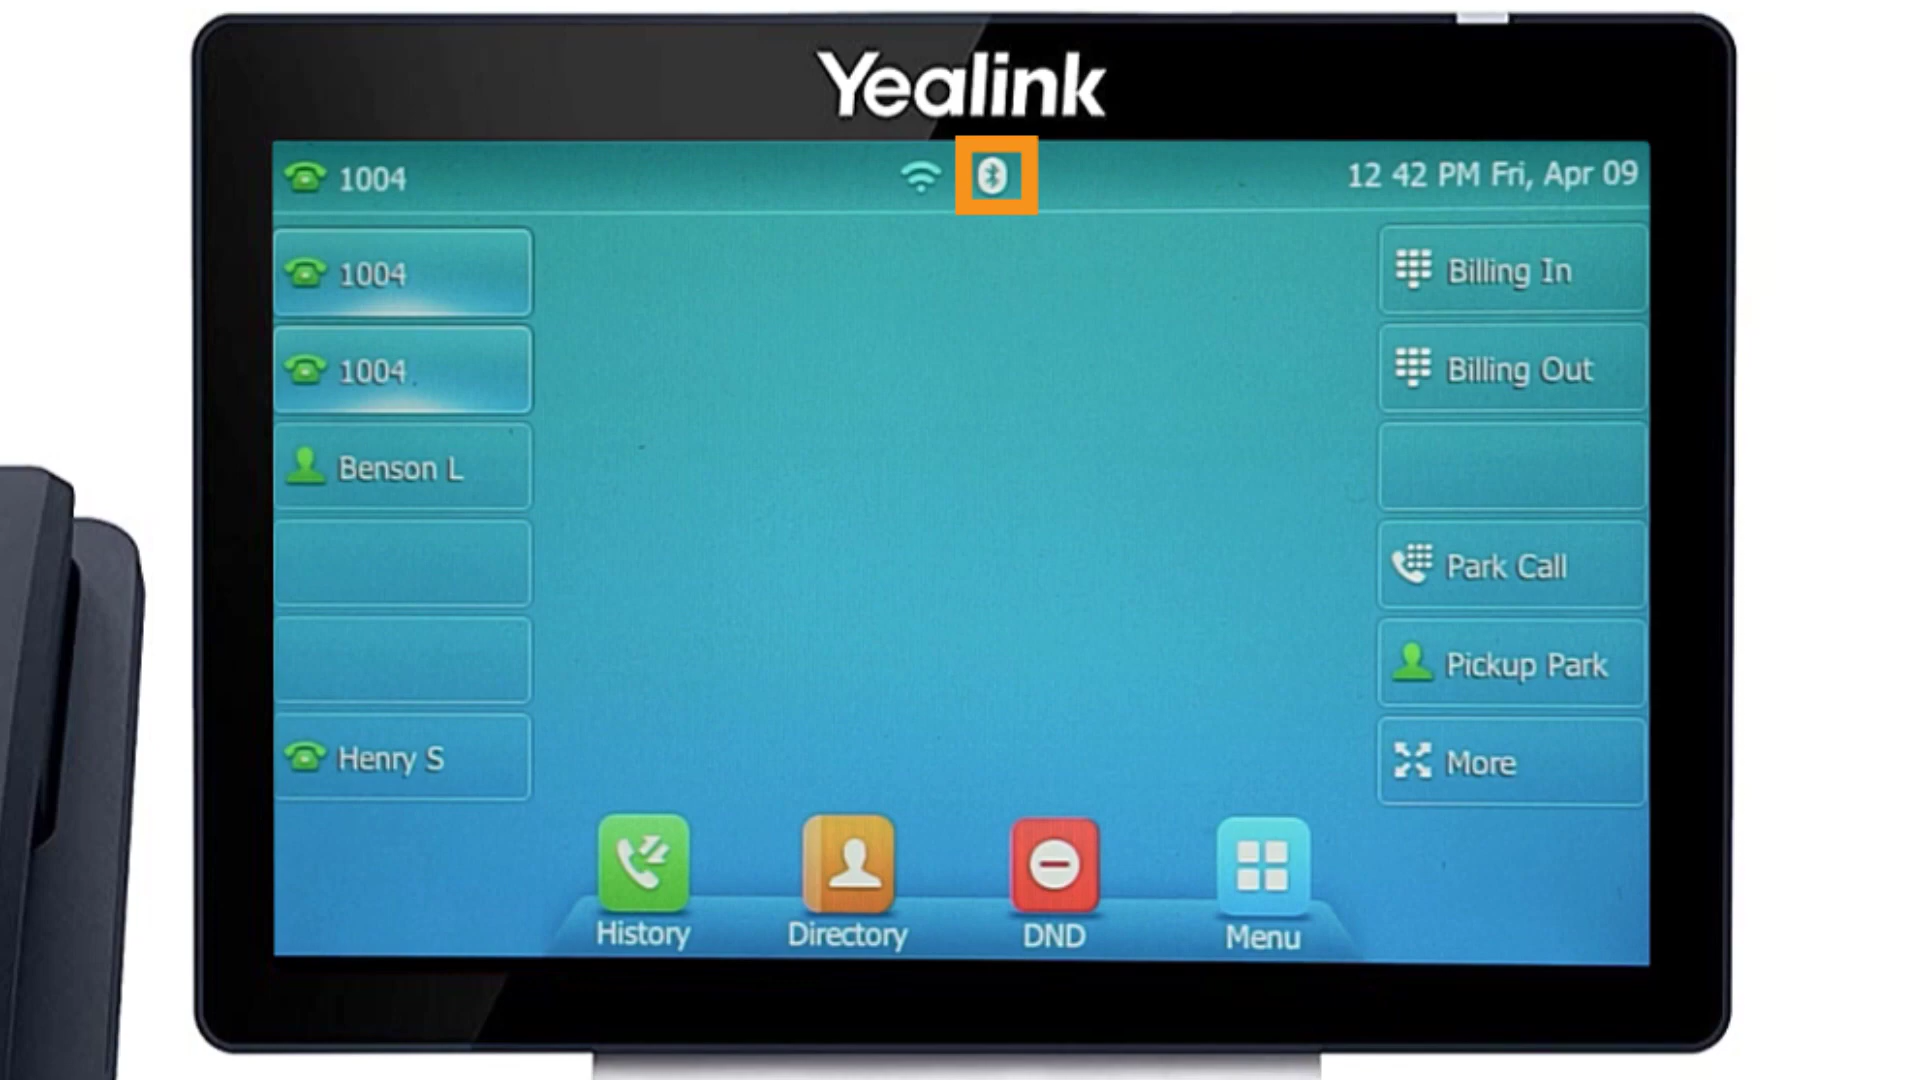 Yealink
1004
12 42 PM Fri, Apr 09
1004
1004
Benson L
Henry S
Billing In
Billing Out
Park Call
Pickup Park
More
History
Directory
DND
Menu